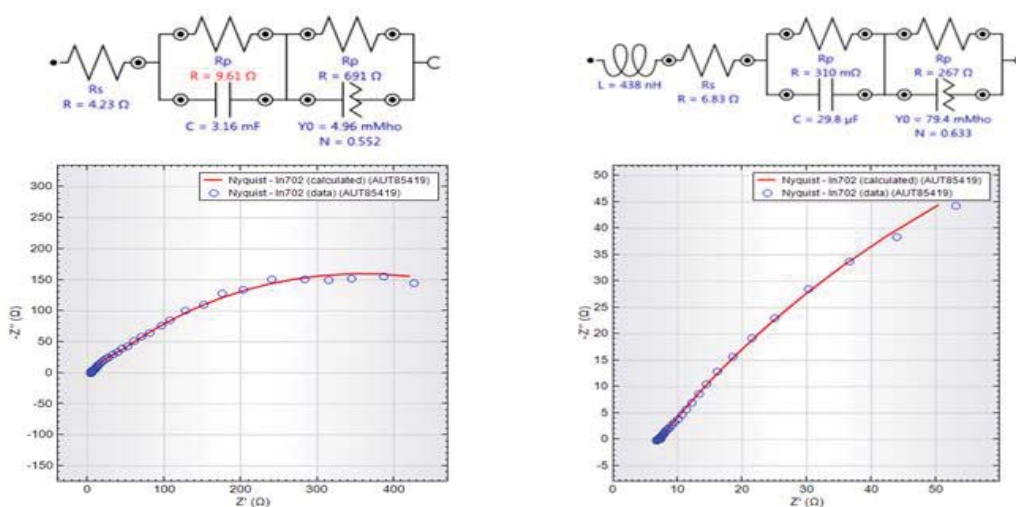 Rs
R = 4.23 Ω
Rp
R = 9.61 Ω
C = 3.16 mF
Rp
R = 691 Ω
Y0 = 4.96 mMho
N = 0.552
L = 438 nH
Rs
R = 6.83 Ω
Rp
R = 310 mΩ
C = 29.8 µF
Rp
R = 267 Ω
Y0 = 79.4 mMho
N = 0.633
Nyquist - In702 (calculated) (AUT85419)
Nyquist - In702 (data) (AUT85419)
-Z'' (Ω)
300
250
200
150
100
50
0
-50
-100
-150
0
100
200
300
400
Z' (Ω)
Nyquist - In702 (calculated) (AUT85419)
Nyquist - In702 (data) (AUT85419)
-Z'' (Ω)
50
45
40
35
30
25
20
15
10
5
0
-5
0
10
20
30
40
50
Z' (Ω)